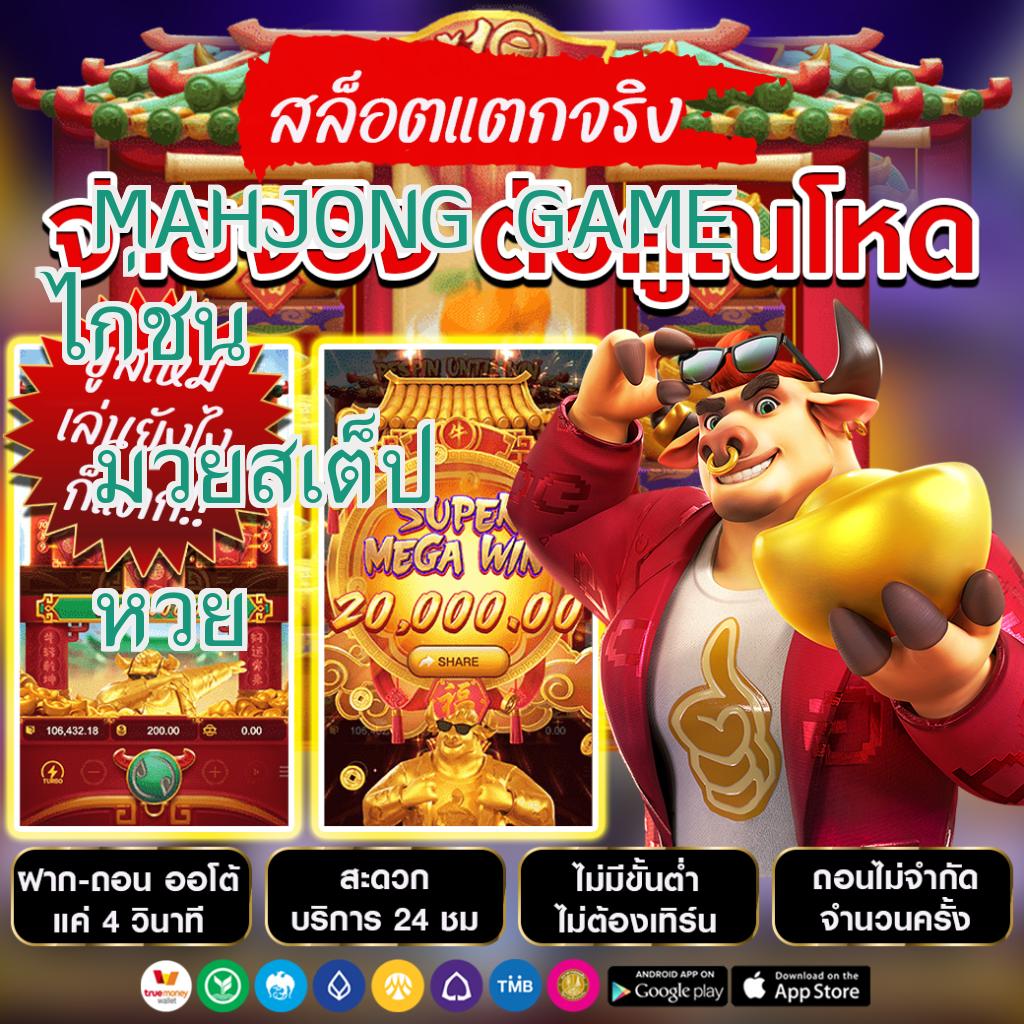 สล็อตแตกจริง
MAHJONG GAME
ไก่ชน
มวยสเต็ป
หวย
SUPER
MEGA WIN
20,000.00
SHARE
106,432.18 200.00 0.00
TURBO
ฝาก-ถอน ออโต้
แค่ 4 วินาที
สะดวก
บริการ 24 ชม
ไม่มีขั้นต่ำ
ไม่ต้องเทิร์น
ถอนไม่จำกัด
จำนวนครั้ง
truemoney
wallet
TMB
ANDROID APP ON
Google play
Download on the
App Store